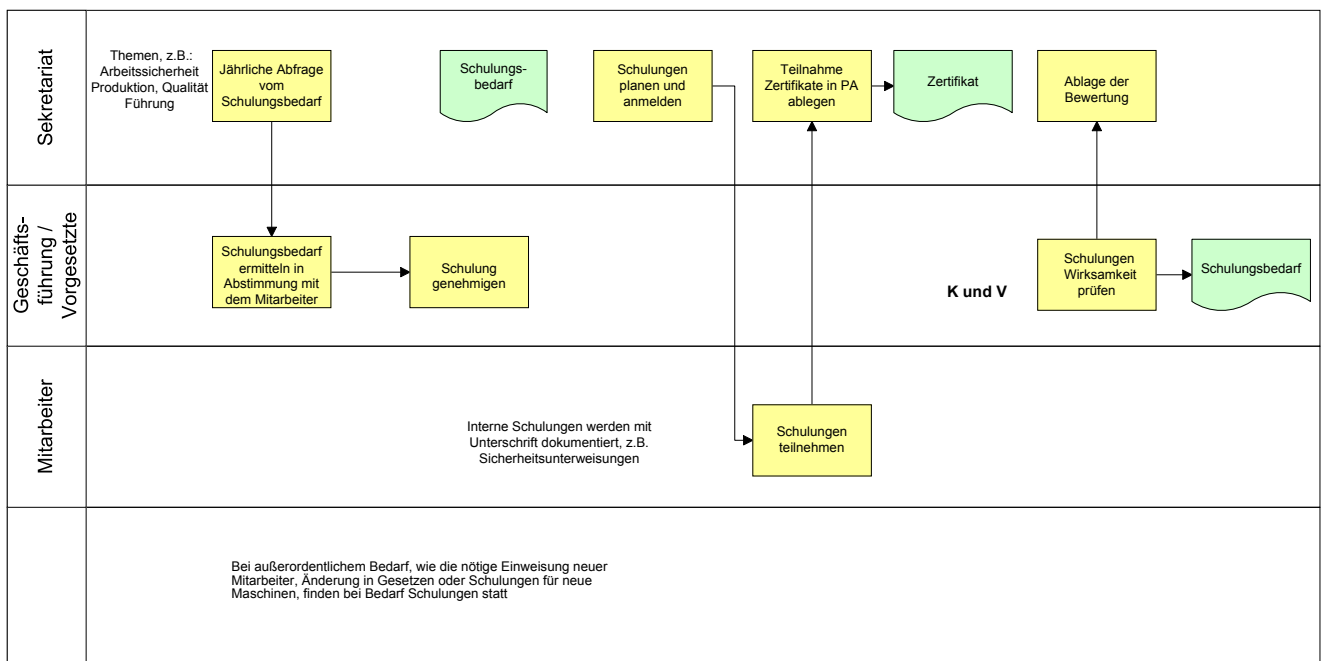 Sekretariat
Themen, z.B.:
Arbeitssicherheit
Produktion, Qualität
Führung
Jährliche Abfrage
vom
Schulungsbedarf
Schulungs-
bedarf
Schulungen
planen und
anmelden
Teilnahme
Zertifikate in PA
ablegen
Zertifikat
Ablage der
Bewertung
Geschäfts-
führung /
Vorgesetzte
Schulungsbedarf
ermitteln in
Abstimmung mit
dem Mitarbeiter
Schulung
genehmigen
K und V
Schulungen
Wirksamkeit
prüfen
Schulungsbedarf
Mitarbeiter
Interne Schulungen werden mit
Unterschrift dokumentiert, z.B.
Sicherheitsunterweisungen
Schulungen
teilnehmen
Bei außerordentlichem Bedarf, wie die nötige Einweisung neuer
Mitarbeiter, Änderung in Gesetzen oder Schulungen für neue
Maschinen, finden bei Bedarf Schulungen statt